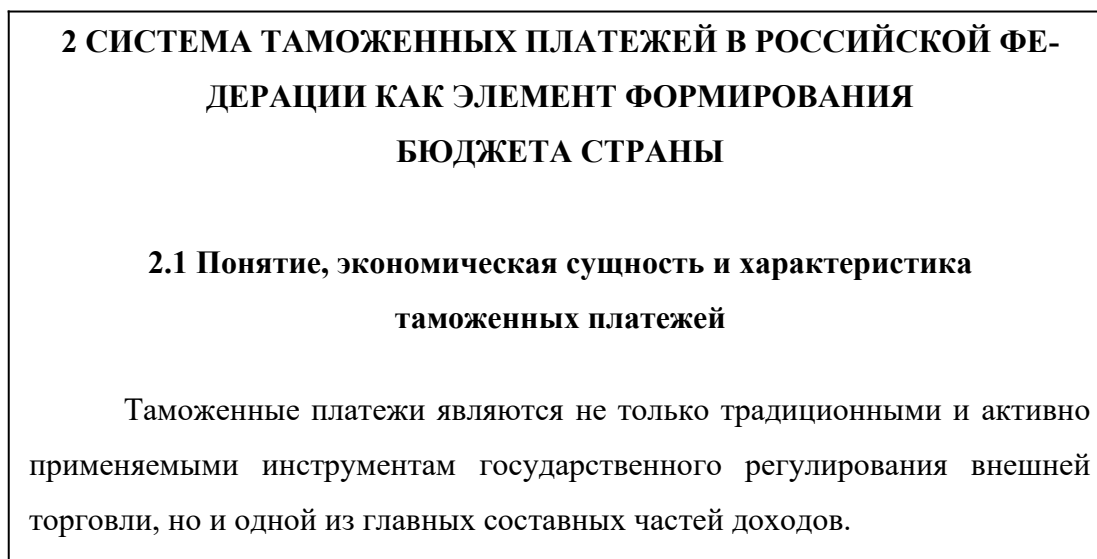 2 СИСТЕМА ТАМОЖЕННЫХ ПЛАТЕЖЕЙ В РОССИЙСКОЙ ФЕ-
ДЕРАЦИИ КАК ЭЛЕМЕНТ ФОРМИРОВАНИЯ
БЮДЖЕТА СТРАНЫ
2.1 Понятие, экономическая сущность и характеристика
таможенных платежей
Таможенные платежи являются не только традиционными и активно
применяемыми инструментам государственного регулирования внешней
торговли, но и одной из главных составных частей доходов.